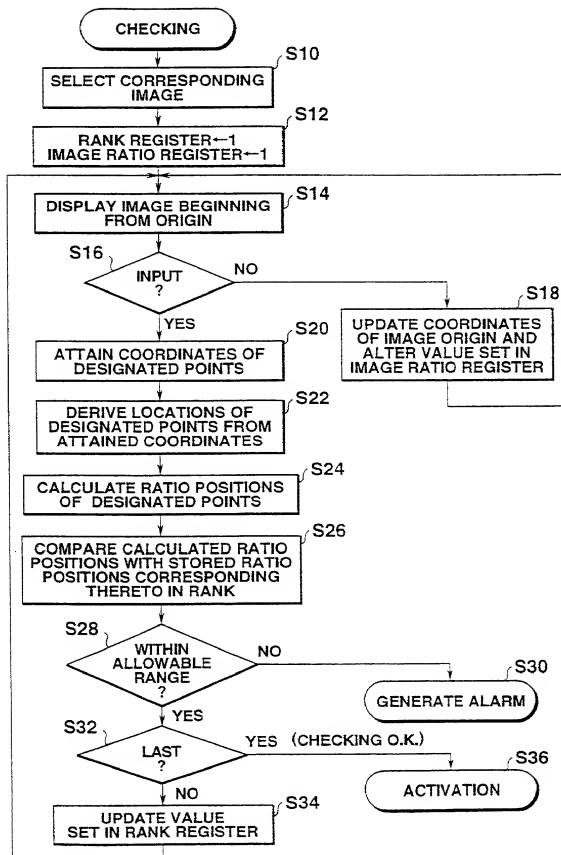 CHECKING
S10
SELECT CORRESPONDING
IMAGE
S12
RANK REGISTER←1
IMAGE RATIO REGISTER←1
S14
DISPLAY IMAGE BEGINNING
FROM ORIGIN
S16
INPUT
?
NO
YES
S18
UPDATE COORDINATES
OF IMAGE ORIGIN AND
ALTER VALUE SET IN
IMAGE RATIO REGISTER
S20
ATTAIN COORDINATES OF
DESIGNATED POINTS
S22
DERIVE LOCATIONS OF
DESIGNATED POINTS FROM
ATTAINED COORDINATES
S24
CALCULATE RATIO POSITIONS
OF DESIGNATED POINTS
S26
COMPARE CALCULATED RATIO
POSITIONS WITH STORED RATIO
POSITIONS CORRESPONDING
THERETO IN RANK
S28
WITHIN
ALLOWABLE
RANGE
?
NO
YES
S30
GENERATE ALARM
S32
LAST
?
YES (CHECKING O.K.)
NO
S36
ACTIVATION
S34
UPDATE VALUE
SET IN RANK REGISTER